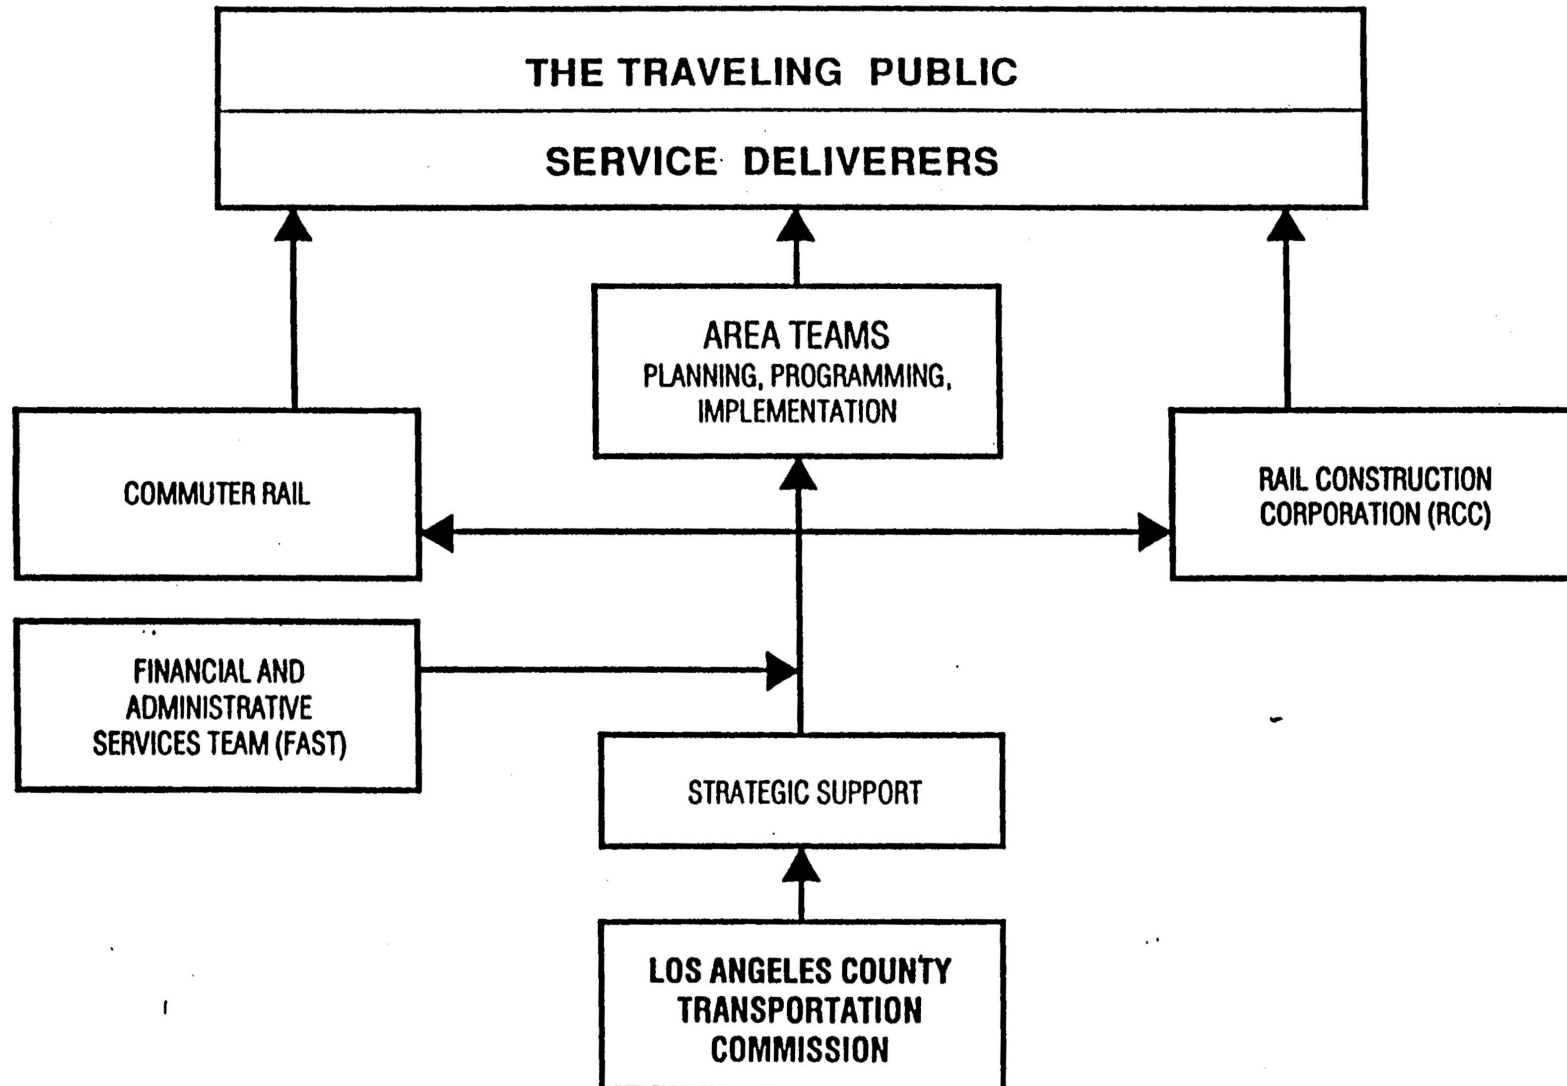 THE TRAVELING PUBLIC
SERVICE DELIVERERS
AREA TEAMS
PLANNING, PROGRAMMING,
IMPLEMENTATION
COMMUTER RAIL
RAIL CONSTRUCTION
CORPORATION (RCC)
FINANCIAL AND
ADMINISTRATIVE
SERVICES TEAM (FAST)
STRATEGIC SUPPORT
LOS ANGELES COUNTY
TRANSPORTATION
COMMISSION